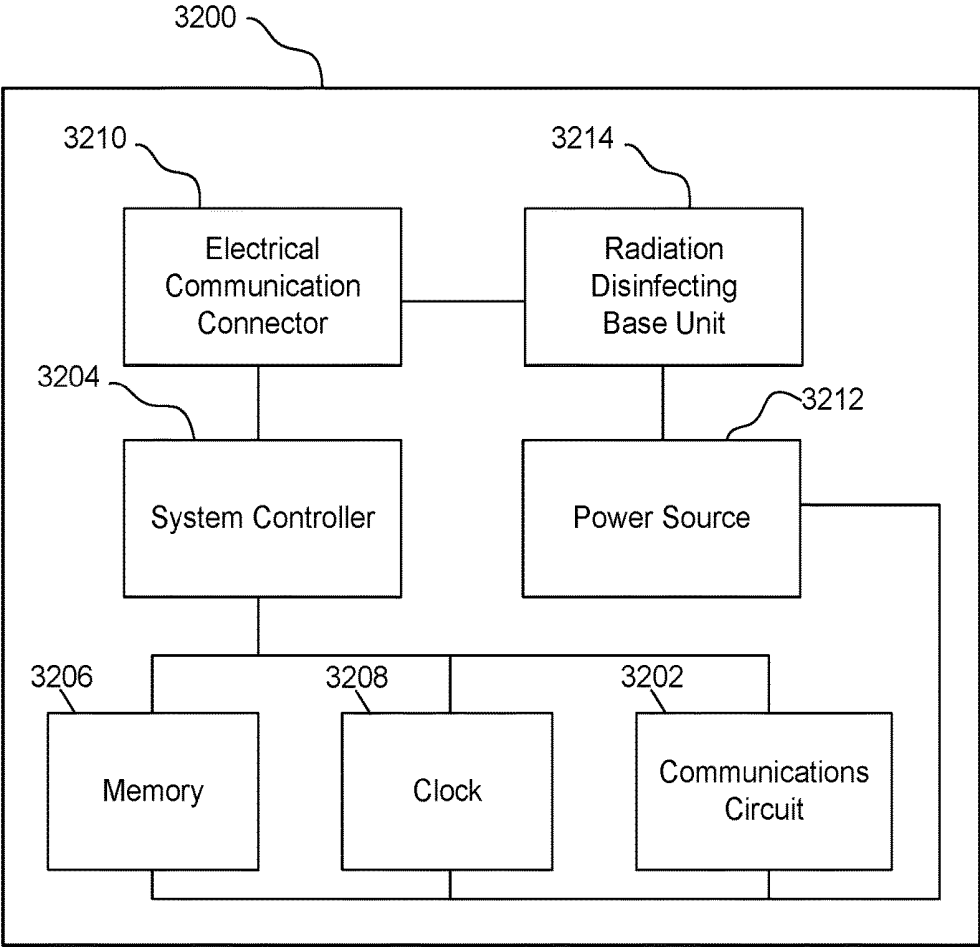 3200
3210
3214
Electrical
Communication
Connector
Radiation
Disinfecting
Base Unit
3204
3212
System Controller
Power Source
3206
3208
3202
Memory
Clock
Communications
Circuit